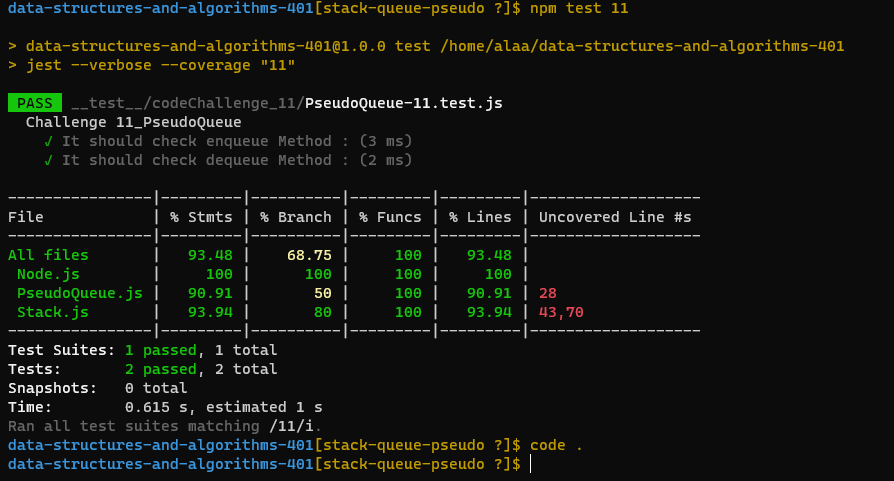 data-structures-and-algorithms-401[stack-queue-pseudo ?]$ npm test 11
> data-structures-and-algorithms-401@1.0.0 test /home/alaa/data-structures-and-algorithms-401
> jest --verbose --coverage "11"
PASS __test__/codeChallenge_11/PseudoQueue-11.test.js
  Challenge 11_PseudoQueue
    √ It should check enqueue Method : (3 ms)
    √ It should check dequeue Method : (2 ms)
----------------|---------|----------|---------|---------|-------------------
File            | % Stmts | % Branch | % Funcs | % Lines | Uncovered Line #s
----------------|---------|----------|---------|---------|-------------------
All files       |   93.48 |    68.75 |     100 |   93.48 |
 Node.js        |     100 |      100 |     100 |     100 |
 PseudoQueue.js |   90.91 |       50 |     100 |   90.91 | 28
 Stack.js       |   93.94 |       80 |     100 |   93.94 | 43,70
----------------|---------|----------|---------|---------|-------------------
Test Suites: 1 passed, 1 total
Tests:       2 passed, 2 total
Snapshots:   0 total
Time:        0.615 s, estimated 1 s
Ran all test suites matching /11/i.
data-structures-and-algorithms-401[stack-queue-pseudo ?]$ code .
data-structures-and-algorithms-401[stack-queue-pseudo ?]$